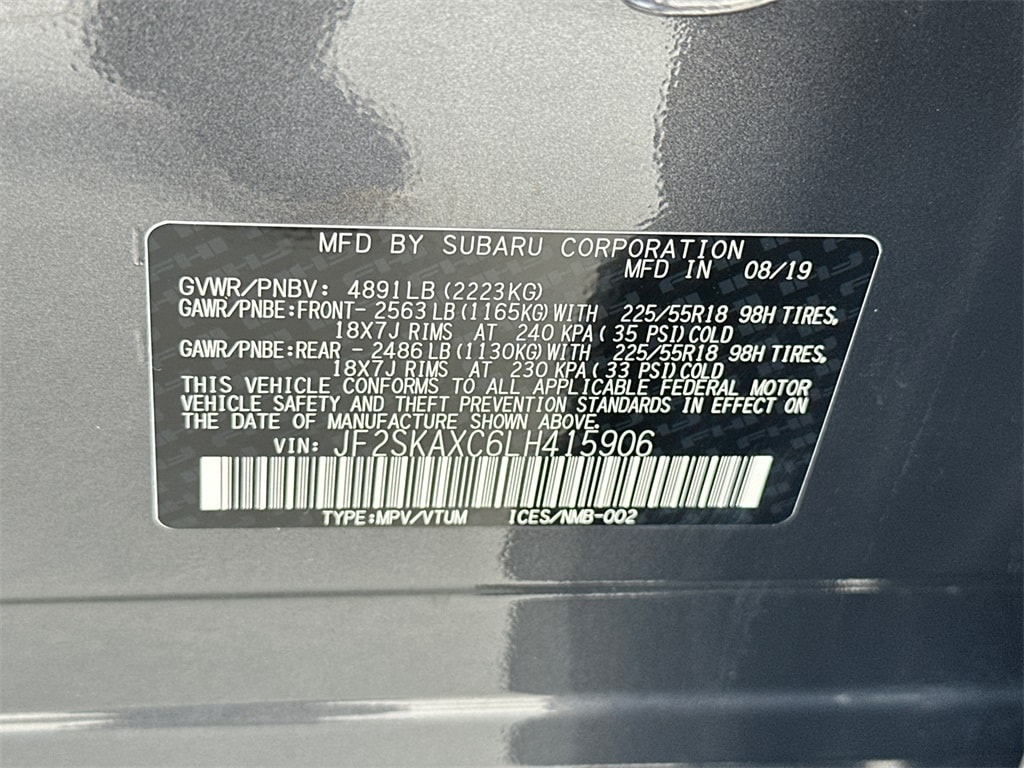 MFD BY SUBARU CORPORATION
MFD IN 08/19
GVWR/PNBV: 4891LB(2223KG)
GAWR/PNBE:FRONT- 2563LB(1165KG)WITH 225/55R18 98H TIRES,
18X7J RIMS AT 240 KPA(35 PSI)COLD
GAWR/PNBE:REAR - 2486LB(1130KG)WITH 225/55R18 98H TIRES,
18X7J RIMS AT 230 KPA(33 PSI)COLD
THIS VEHICLE CONFORMS TO ALL APPLICABLE FEDERAL MOTOR
VEHICLE SAFETY AND THEFT PREVENTION STANDARDS IN EFFECT ON
THE DATE OF MANUFACTURE SHOWN ABOVE.
VIN: JF2SKAXC6LH415906
TYPE:MPV/VTUM ICES/NMB-002